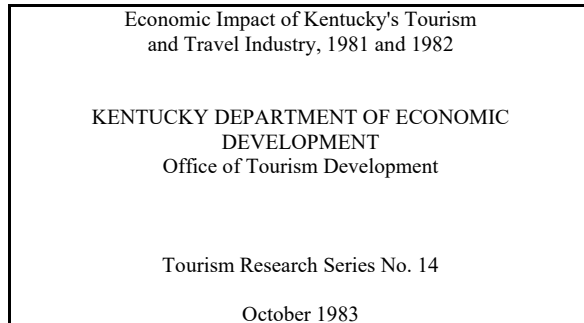 Economic Impact of Kentucky's Tourism
and Travel Industry, 1981 and 1982
KENTUCKY DEPARTMENT OF ECONOMIC
DEVELOPMENT
Office of Tourism Development
Tourism Research Series No. 14
October 1983